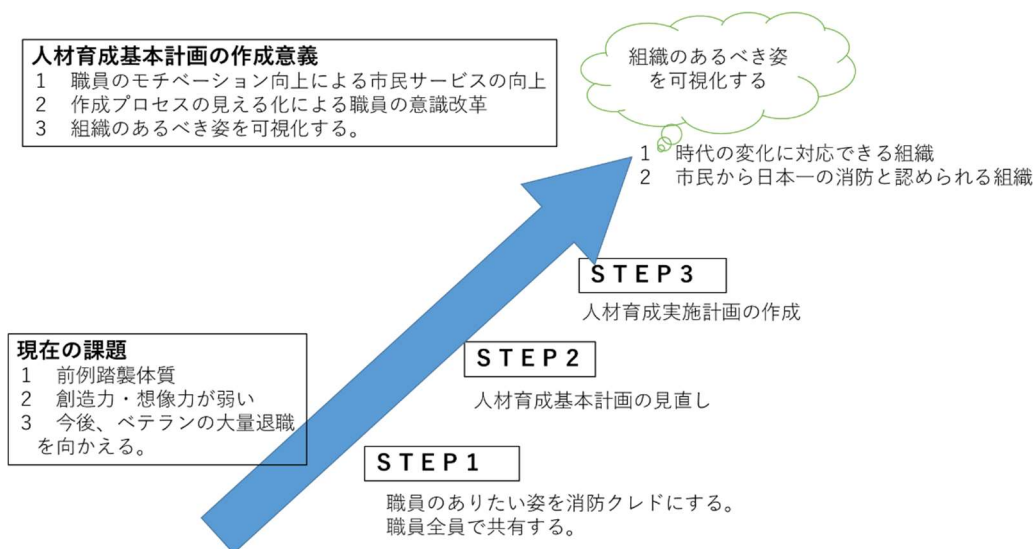 人材育成基本計画の作成意義
1 職員のモチベーション向上による市民サービスの向上
2 作成プロセスの見える化による職員の意識改革
3 組織のあるべき姿を可視化する。
組織のあるべき姿
を可視化する
1 時代の変化に対応できる組織
2 市民から日本一の消防と認められる組織
STEP3
人材育成実施計画の作成
現在の課題
1 前例踏襲体質
2 創造力・想像力が弱い
3 今後、ベテランの大量退職
を向かえる。
STEP2
人材育成基本計画の見直し
STEP1
職員のありたい姿を消防クレドにする。
職員全員で共有する。